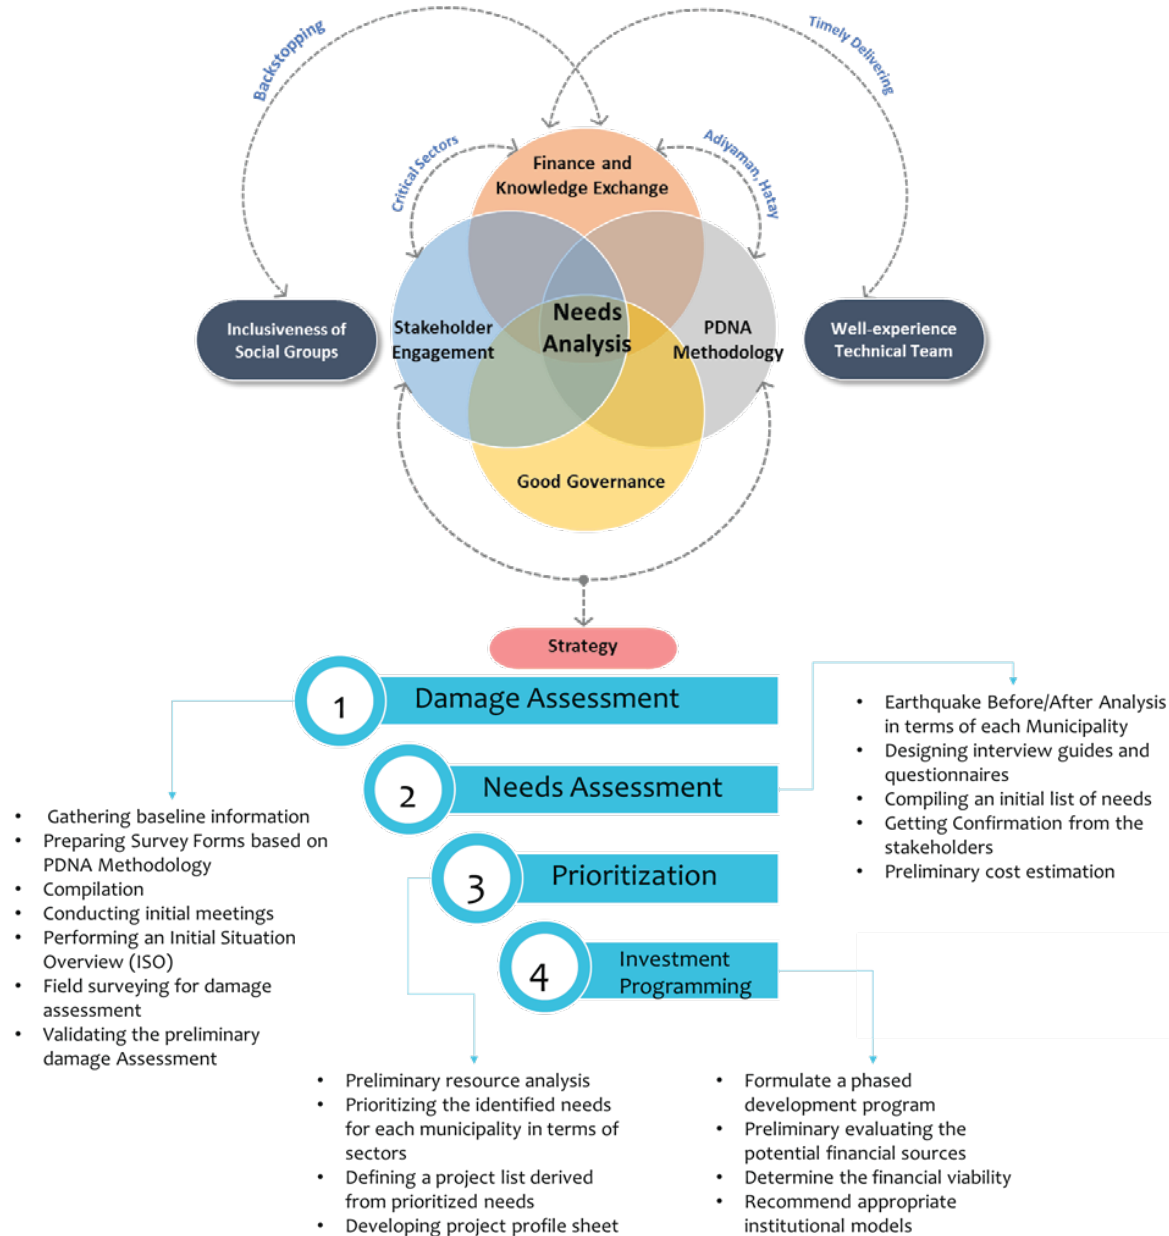 Backstopping
Timely Delivering
Critical Sectors
Adiyaman, Hatay
Finance and
Knowledge Exchange
Inclusiveness of
Social Groups
Stakeholder
Engagement
Needs
Analysis
PDNA
Methodology
Well-experience
Technical Team
Good Governance
Strategy
1
Damage Assessment
2
Needs Assessment
3
Prioritization
4
Investment
Programming
• Gathering baseline information
• Preparing Survey Forms based on
PDNA Methodology
• Compilation
• Conducting initial meetings
• Performing an Initial Situation
Overview (ISO)
• Field surveying for damage
assessment
• Validating the preliminary
damage Assessment
• Earthquake Before/After Analysis
in terms of each Municipality
• Designing interview guides and
questionnaires
• Compiling an initial list of needs
• Getting Confirmation from the
stakeholders
• Preliminary cost estimation
• Preliminary resource analysis
• Prioritizing the identified needs
for each municipality in terms of
sectors
• Defining a project list derived
from prioritized needs
• Developing project profile sheet
• Formulate a phased
development program
• Preliminary evaluating the
potential financial sources
• Determine the financial viability
• Recommend appropriate
institutional models